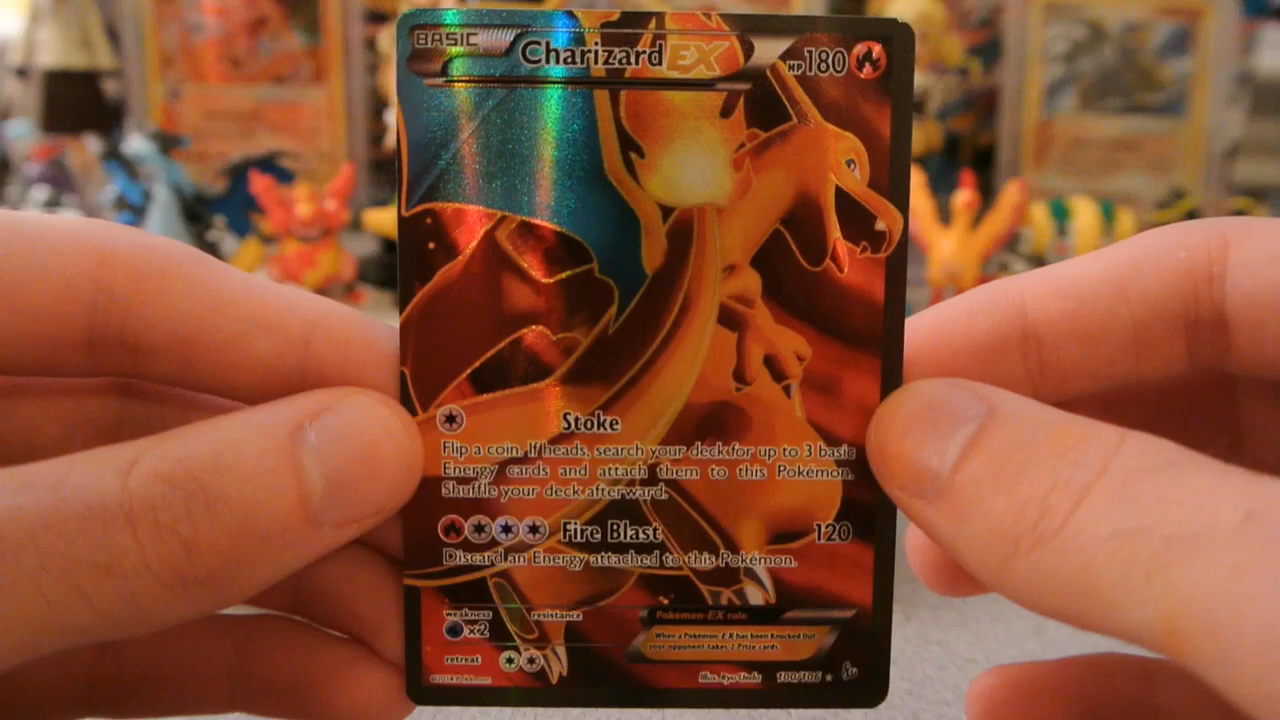 BASIC Charizard EX HP180
Stoke
Flip a coin. If heads, search your deck for up to 3 basic
Energy cards and attach them to this Pokémon.
Shuffle your deck afterward.
Fire Blast 120
Discard an Energy attached to this Pokémon.
weakness resistance
x2
retreat
Pokémon-EX rule
When a Pokémon-EX has been Knocked Out,
your opponent takes 2 Prize cards.
Illus. Ryo Ueda 100/106